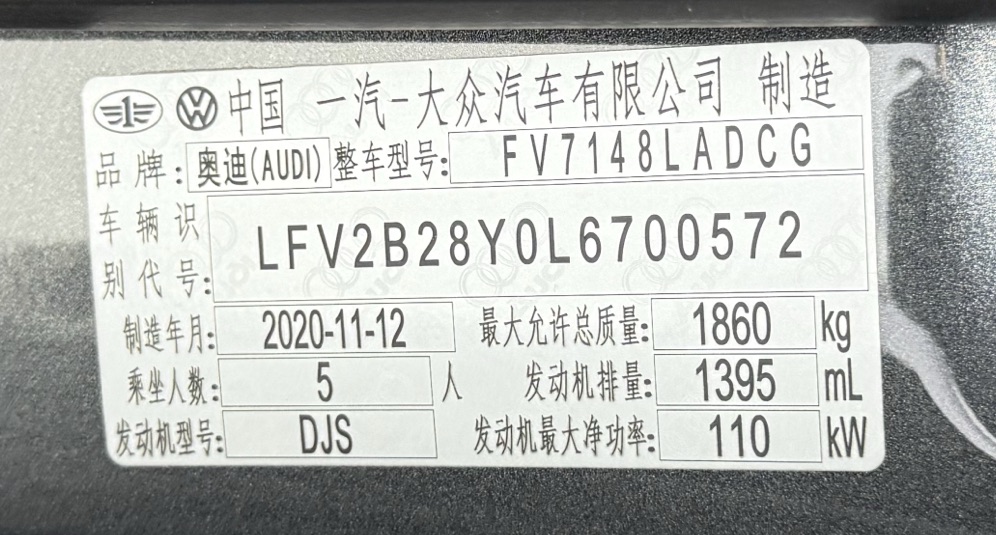 中国 一汽-大众汽车有限公司 制造
品牌: 奥迪(AUDI) 整车型号: FV7148LADCG
车辆识别代号: LFV2B28Y0L6700572
制造年月: 2020-11-12 最大允许总质量: 1860 kg
乘坐人数: 5 人 发动机排量: 1395 mL
发动机型号: DJS 发动机最大净功率: 110 kW